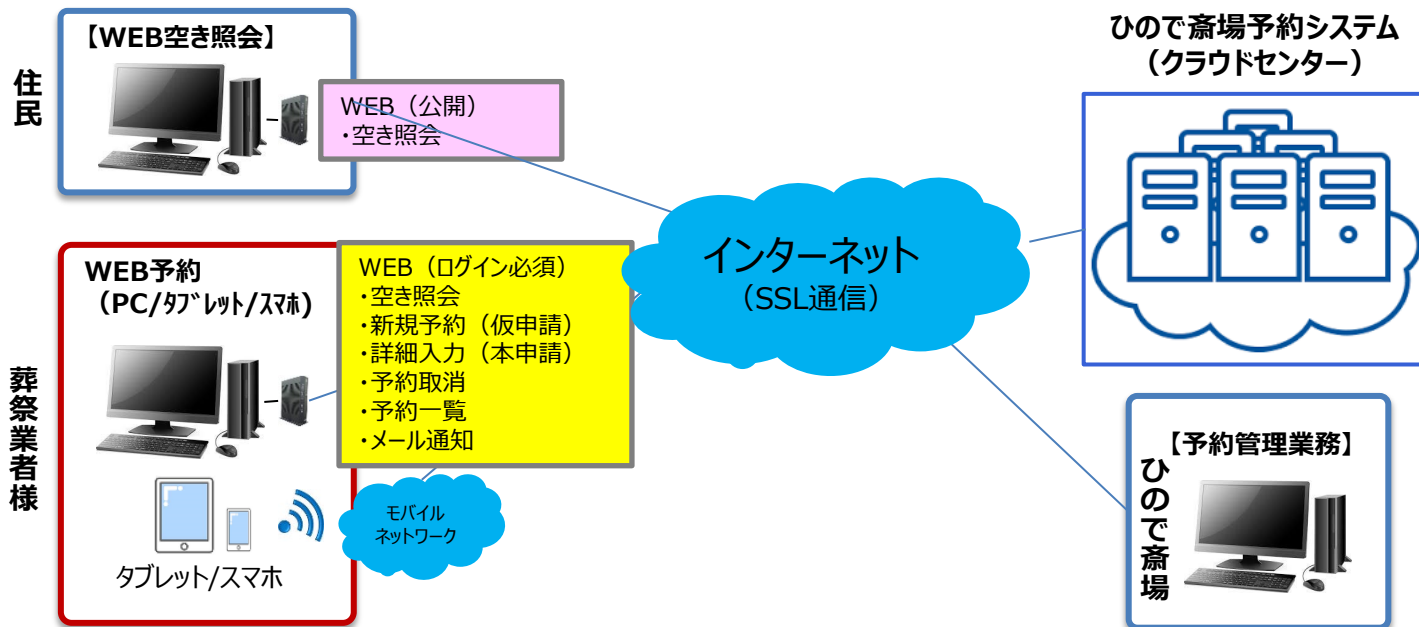 住民
【WEB空き照会】
WEB（公開）
・空き照会
葬祭業者様
WEB予約
（PC/ﾀﾌﾞﾚｯﾄ/ｽﾏﾎ)
WEB（ログイン必須）
・空き照会
・新規予約（仮申請）
・詳細入力（本申請）
・予約取消
・予約一覧
・メール通知
タブレット/スマホ
モバイル
ネットワーク
インターネット
（SSL通信）
ひので斎場予約システム
（クラウドセンター）
【予約管理業務】
ひので斎場